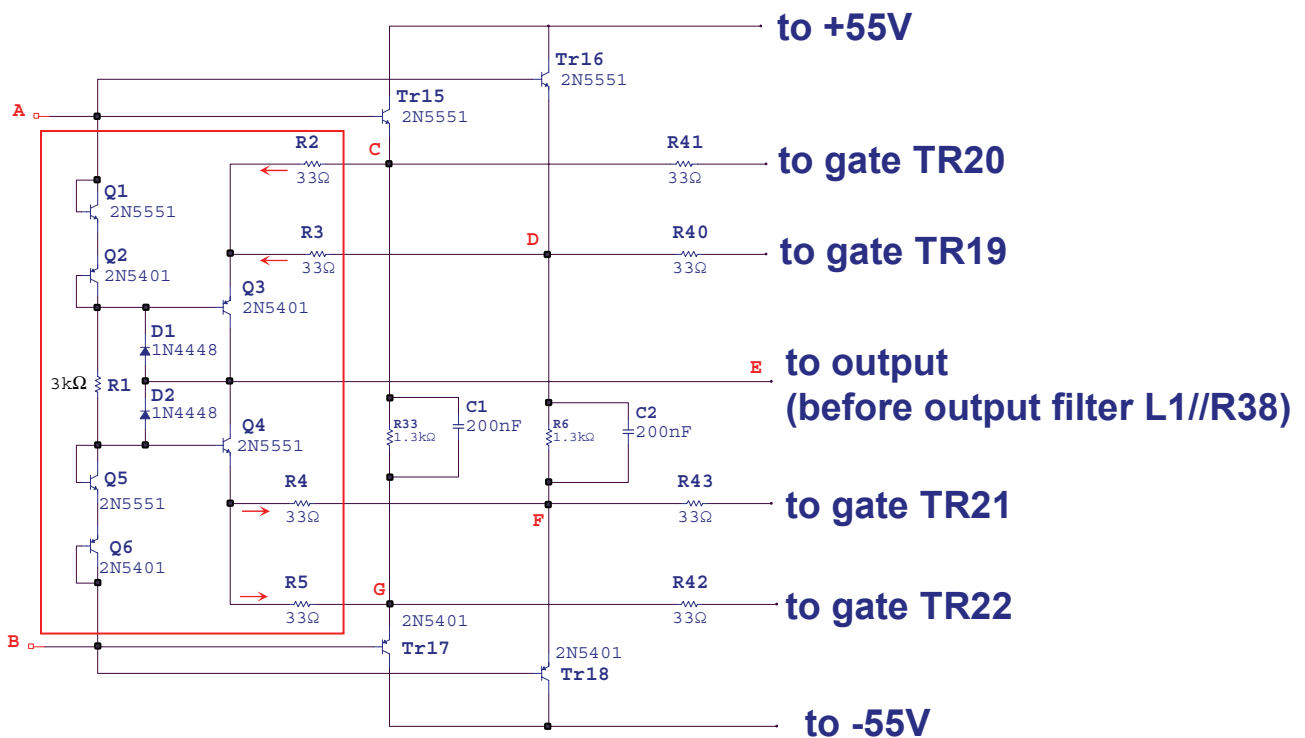 to +55V
Tr16
2N5551
Tr15
2N5551
A
R2
33Ω
C
R41
33Ω
to gate TR20
Q1
2N5551
R3
33Ω
D
R40
33Ω
to gate TR19
Q2
2N5401
Q3
2N5401
D1
1N4448
3kΩ
R1
D2
1N4448
E
to output
(before output filter L1//R38)
Q4
2N5551
R33
1.3kΩ
C1
200nF
R6
1.3kΩ
C2
200nF
Q5
2N5551
R4
33Ω
F
R43
33Ω
to gate TR21
Q6
2N5401
R5
33Ω
G
R42
33Ω
to gate TR22
B
2N5401
Tr17
2N5401
Tr18
to -55V